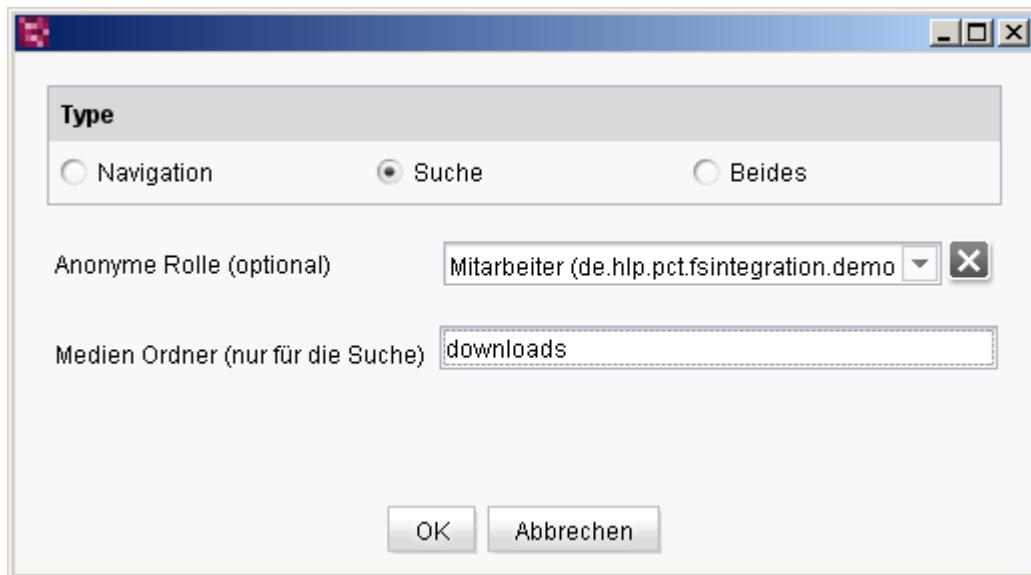 Type
Navigation Suche Beides
Anonyme Rolle (optional) Mitarbeiter (de.hlp.pct.fsintegration.demo
Medien Ordner (nur für die Suche) downloads
OK Abbrechen